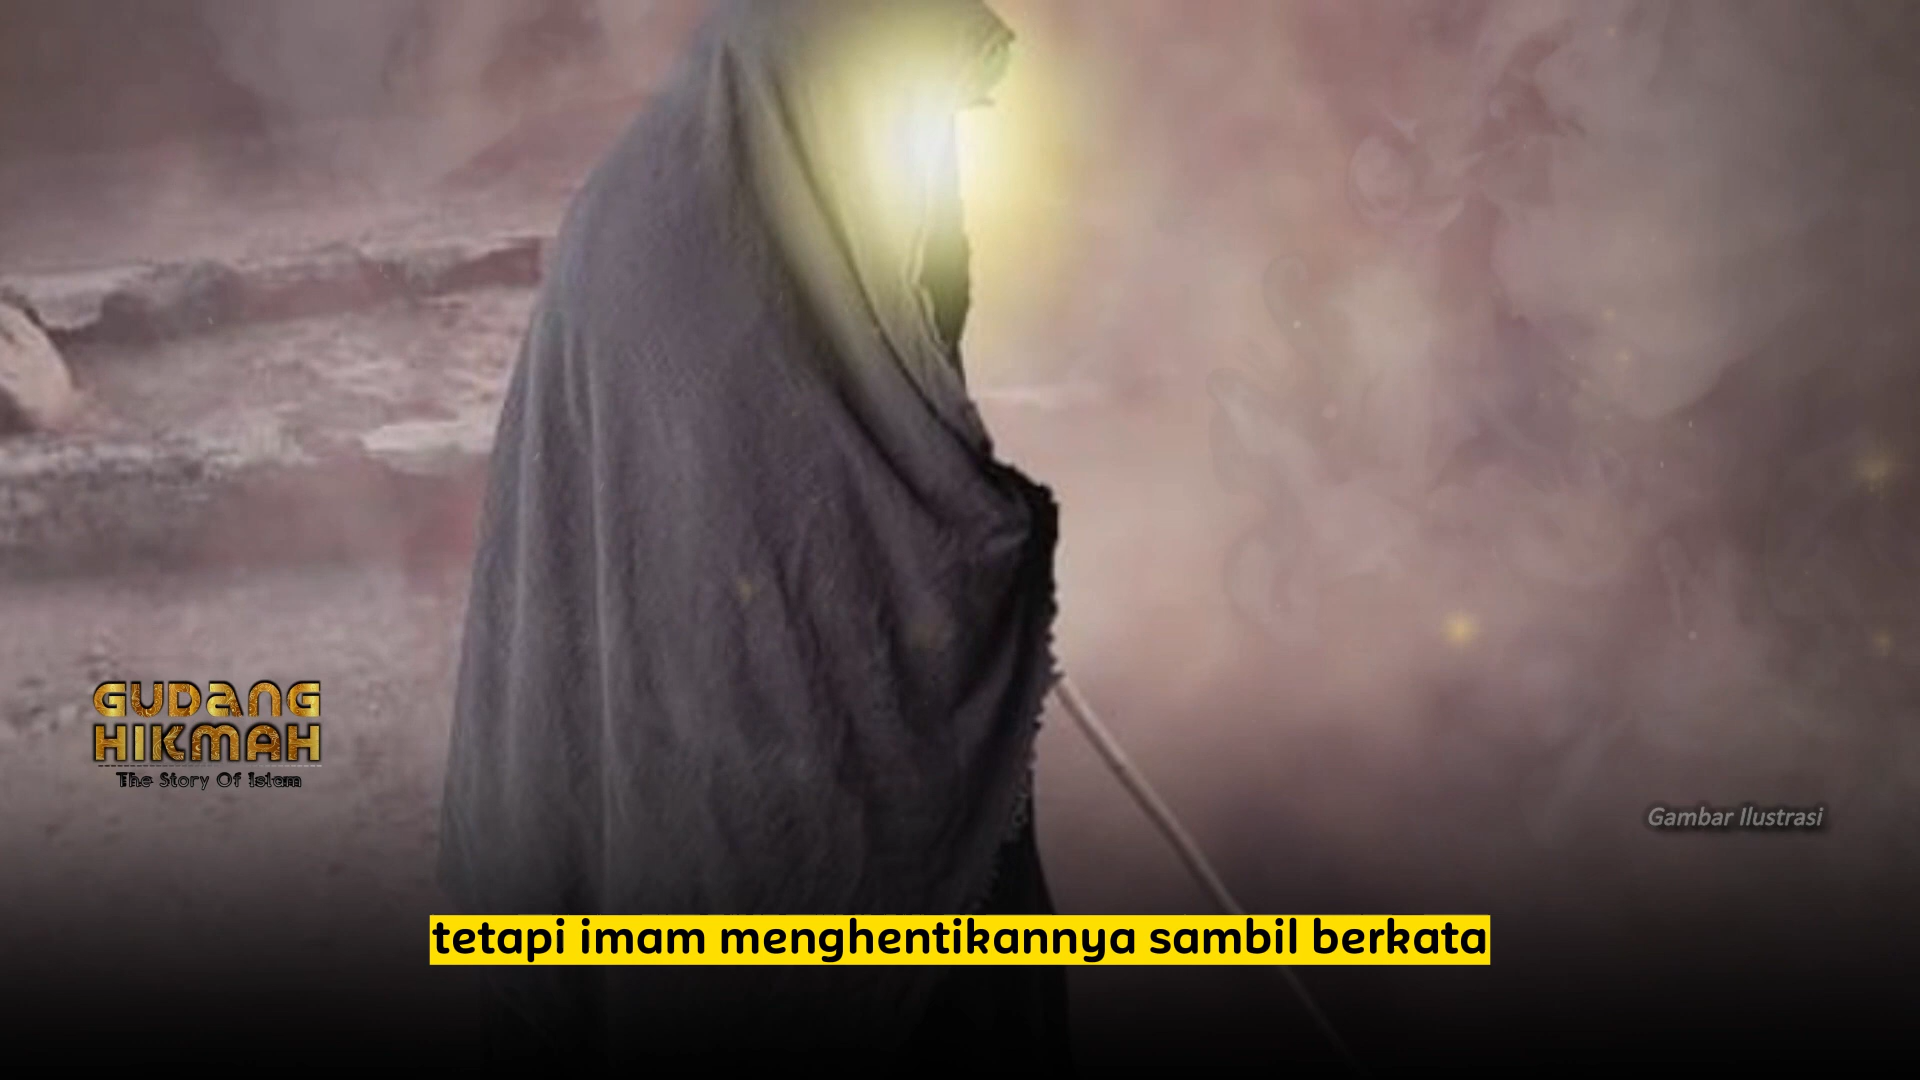 GUDANG
HIKMAH
The Story Of Islam
Gambar Ilustrasi
tetapi imam menghentikannya sambil berkata